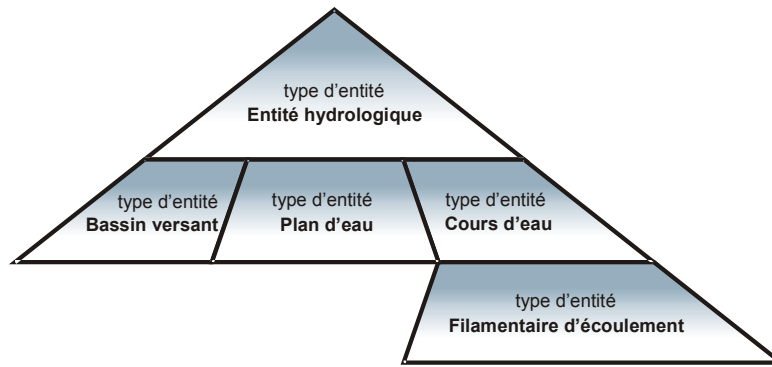 type d'entité
Entité hydrologique
type d'entité
Bassin versant
type d'entité
Plan d'eau
type d'entité
Cours d'eau
type d'entité
Filamentaire d'écoulement